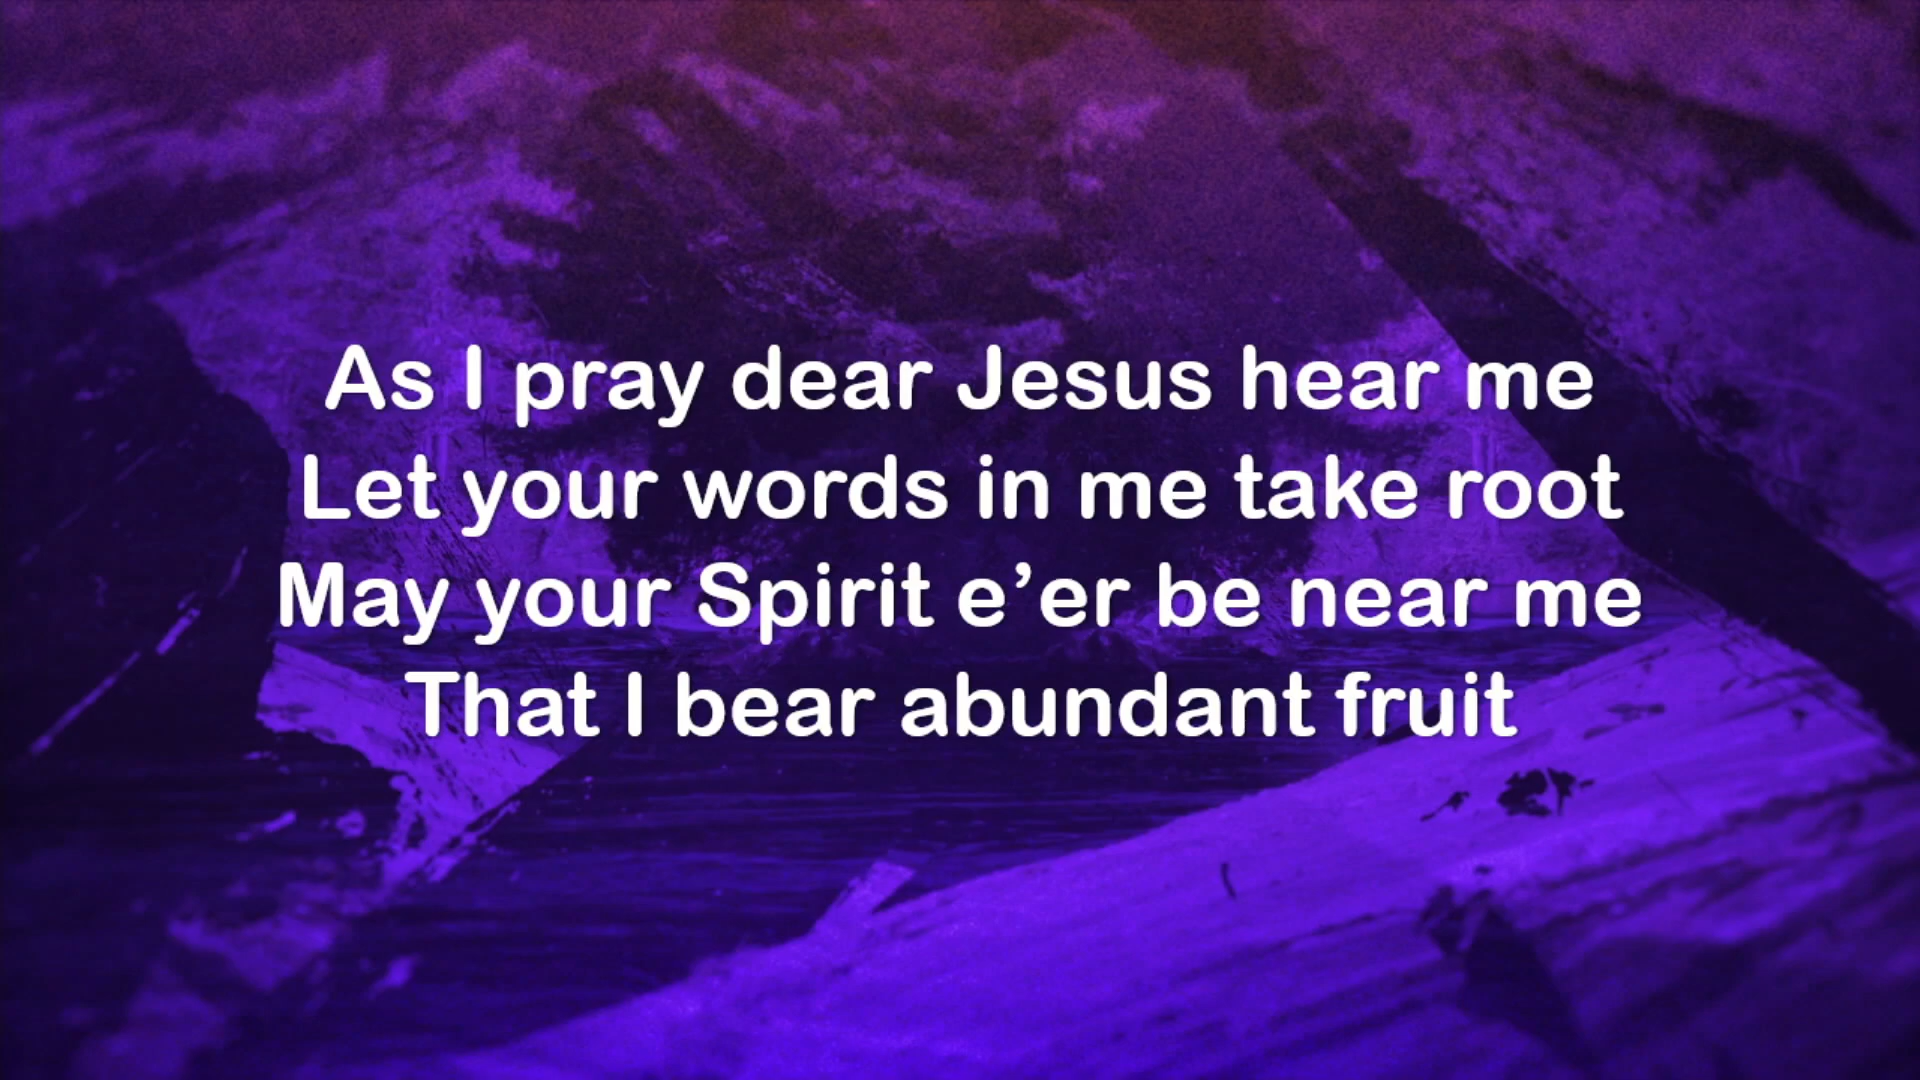 As I pray dear Jesus hear me
Let your words in me take root
May your Spirit e’er be near me
That I bear abundant fruit